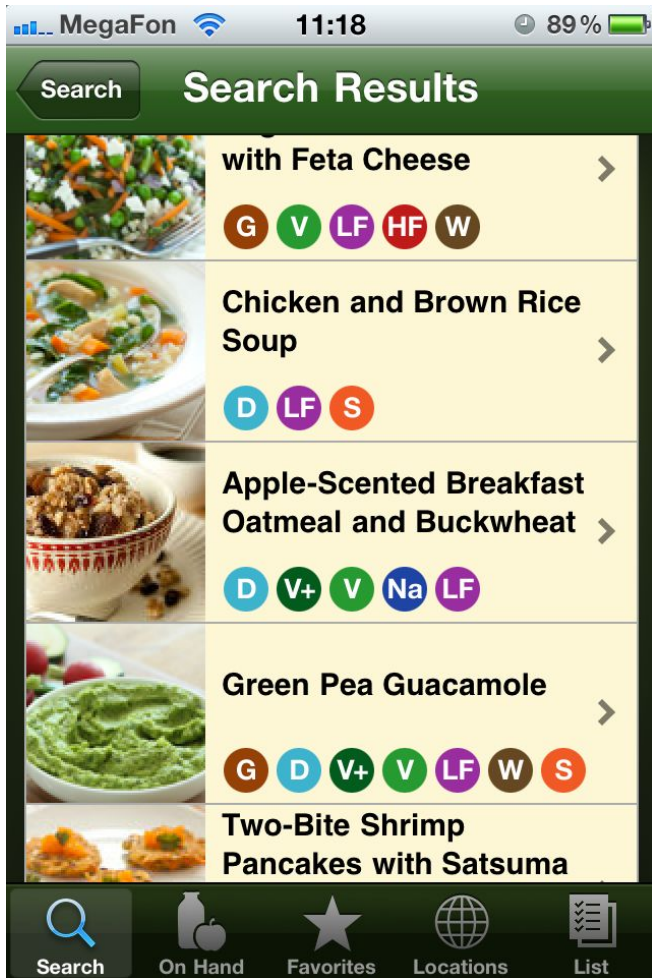 MegaFon 11:18 89%
Search Search Results
with Feta Cheese
G V LF HF W
Chicken and Brown Rice
Soup
D LF S
Apple-Scented Breakfast
Oatmeal and Buckwheat
D V+ V Na LF
Green Pea Guacamole
G D V+ V LF W S
Two-Bite Shrimp
Pancakes with Satsuma
Search On Hand Favorites Locations List